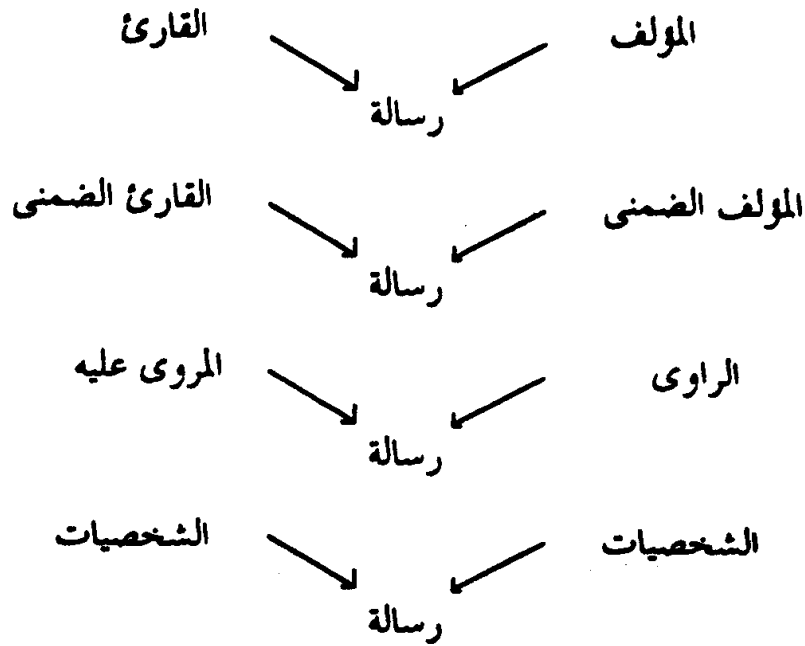 المؤلف القارئ
رسالة
المؤلف الضمنى القارئ الضمنى
رسالة
الراوى المروى عليه
رسالة
الشخصيات الشخصيات
رسالة